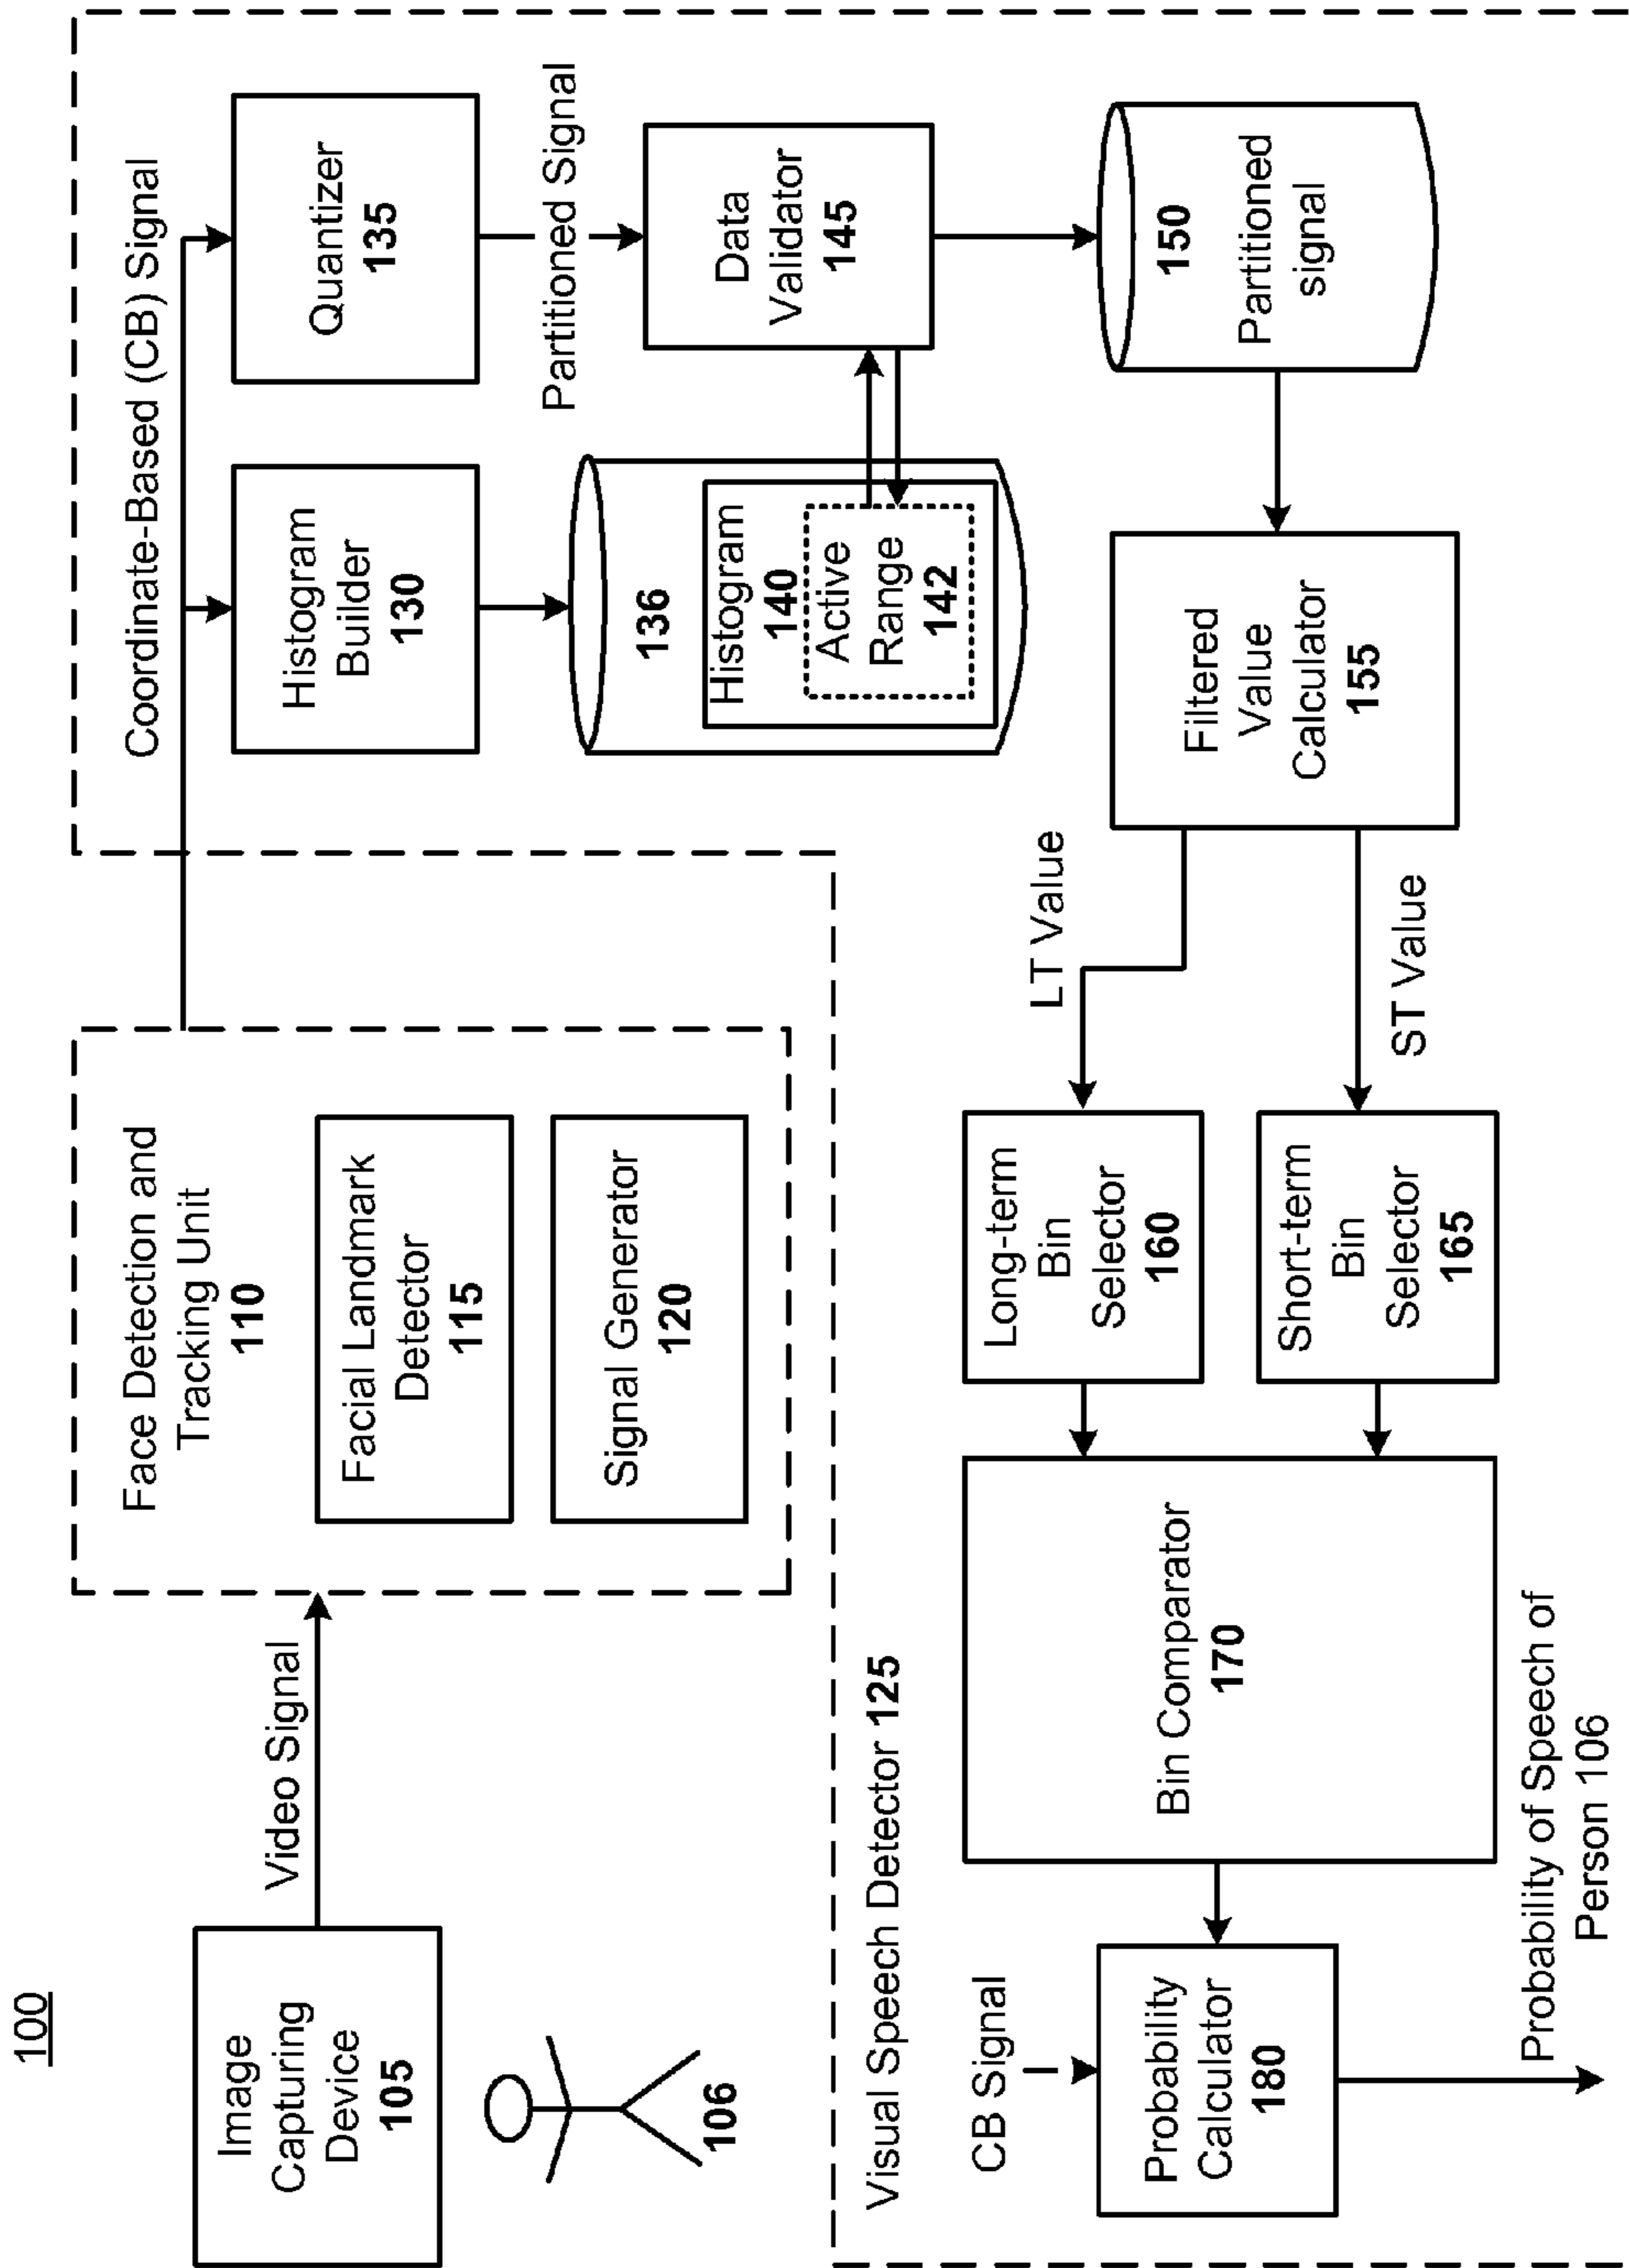 100
Image
Capturing
Device
105
106
Video Signal
Face Detection and
Tracking Unit
110
Facial Landmark
Detector
115
Signal Generator
120
Coordinate-Based (CB) Signal
Histogram
Builder
130
Quantizer
135
Partitioned Signal
136
Histogram
140
Active
Range
142
Data
Validator
145
150
Partitioned
signal
Filtered
Value
Calculator
155
LT Value
ST Value
Long-term
Bin
Selector
160
Short-term
Bin
Selector
165
Bin Comparator
170
Visual Speech Detector 125
CB Signal
Probability
Calculator
180
Probability of Speech of
Person 106